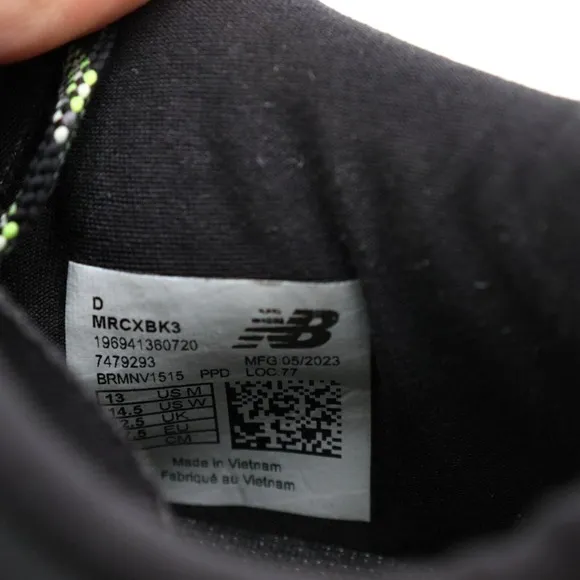 D
MRCXBK3
196941360720
7479293
BRMNV1515 PPD
NB
MFG:05/2023
LOC:77
13 US M
14.5 US W
UK
EU
CM
Made in Vietnam
Fabriqué au Vietnam